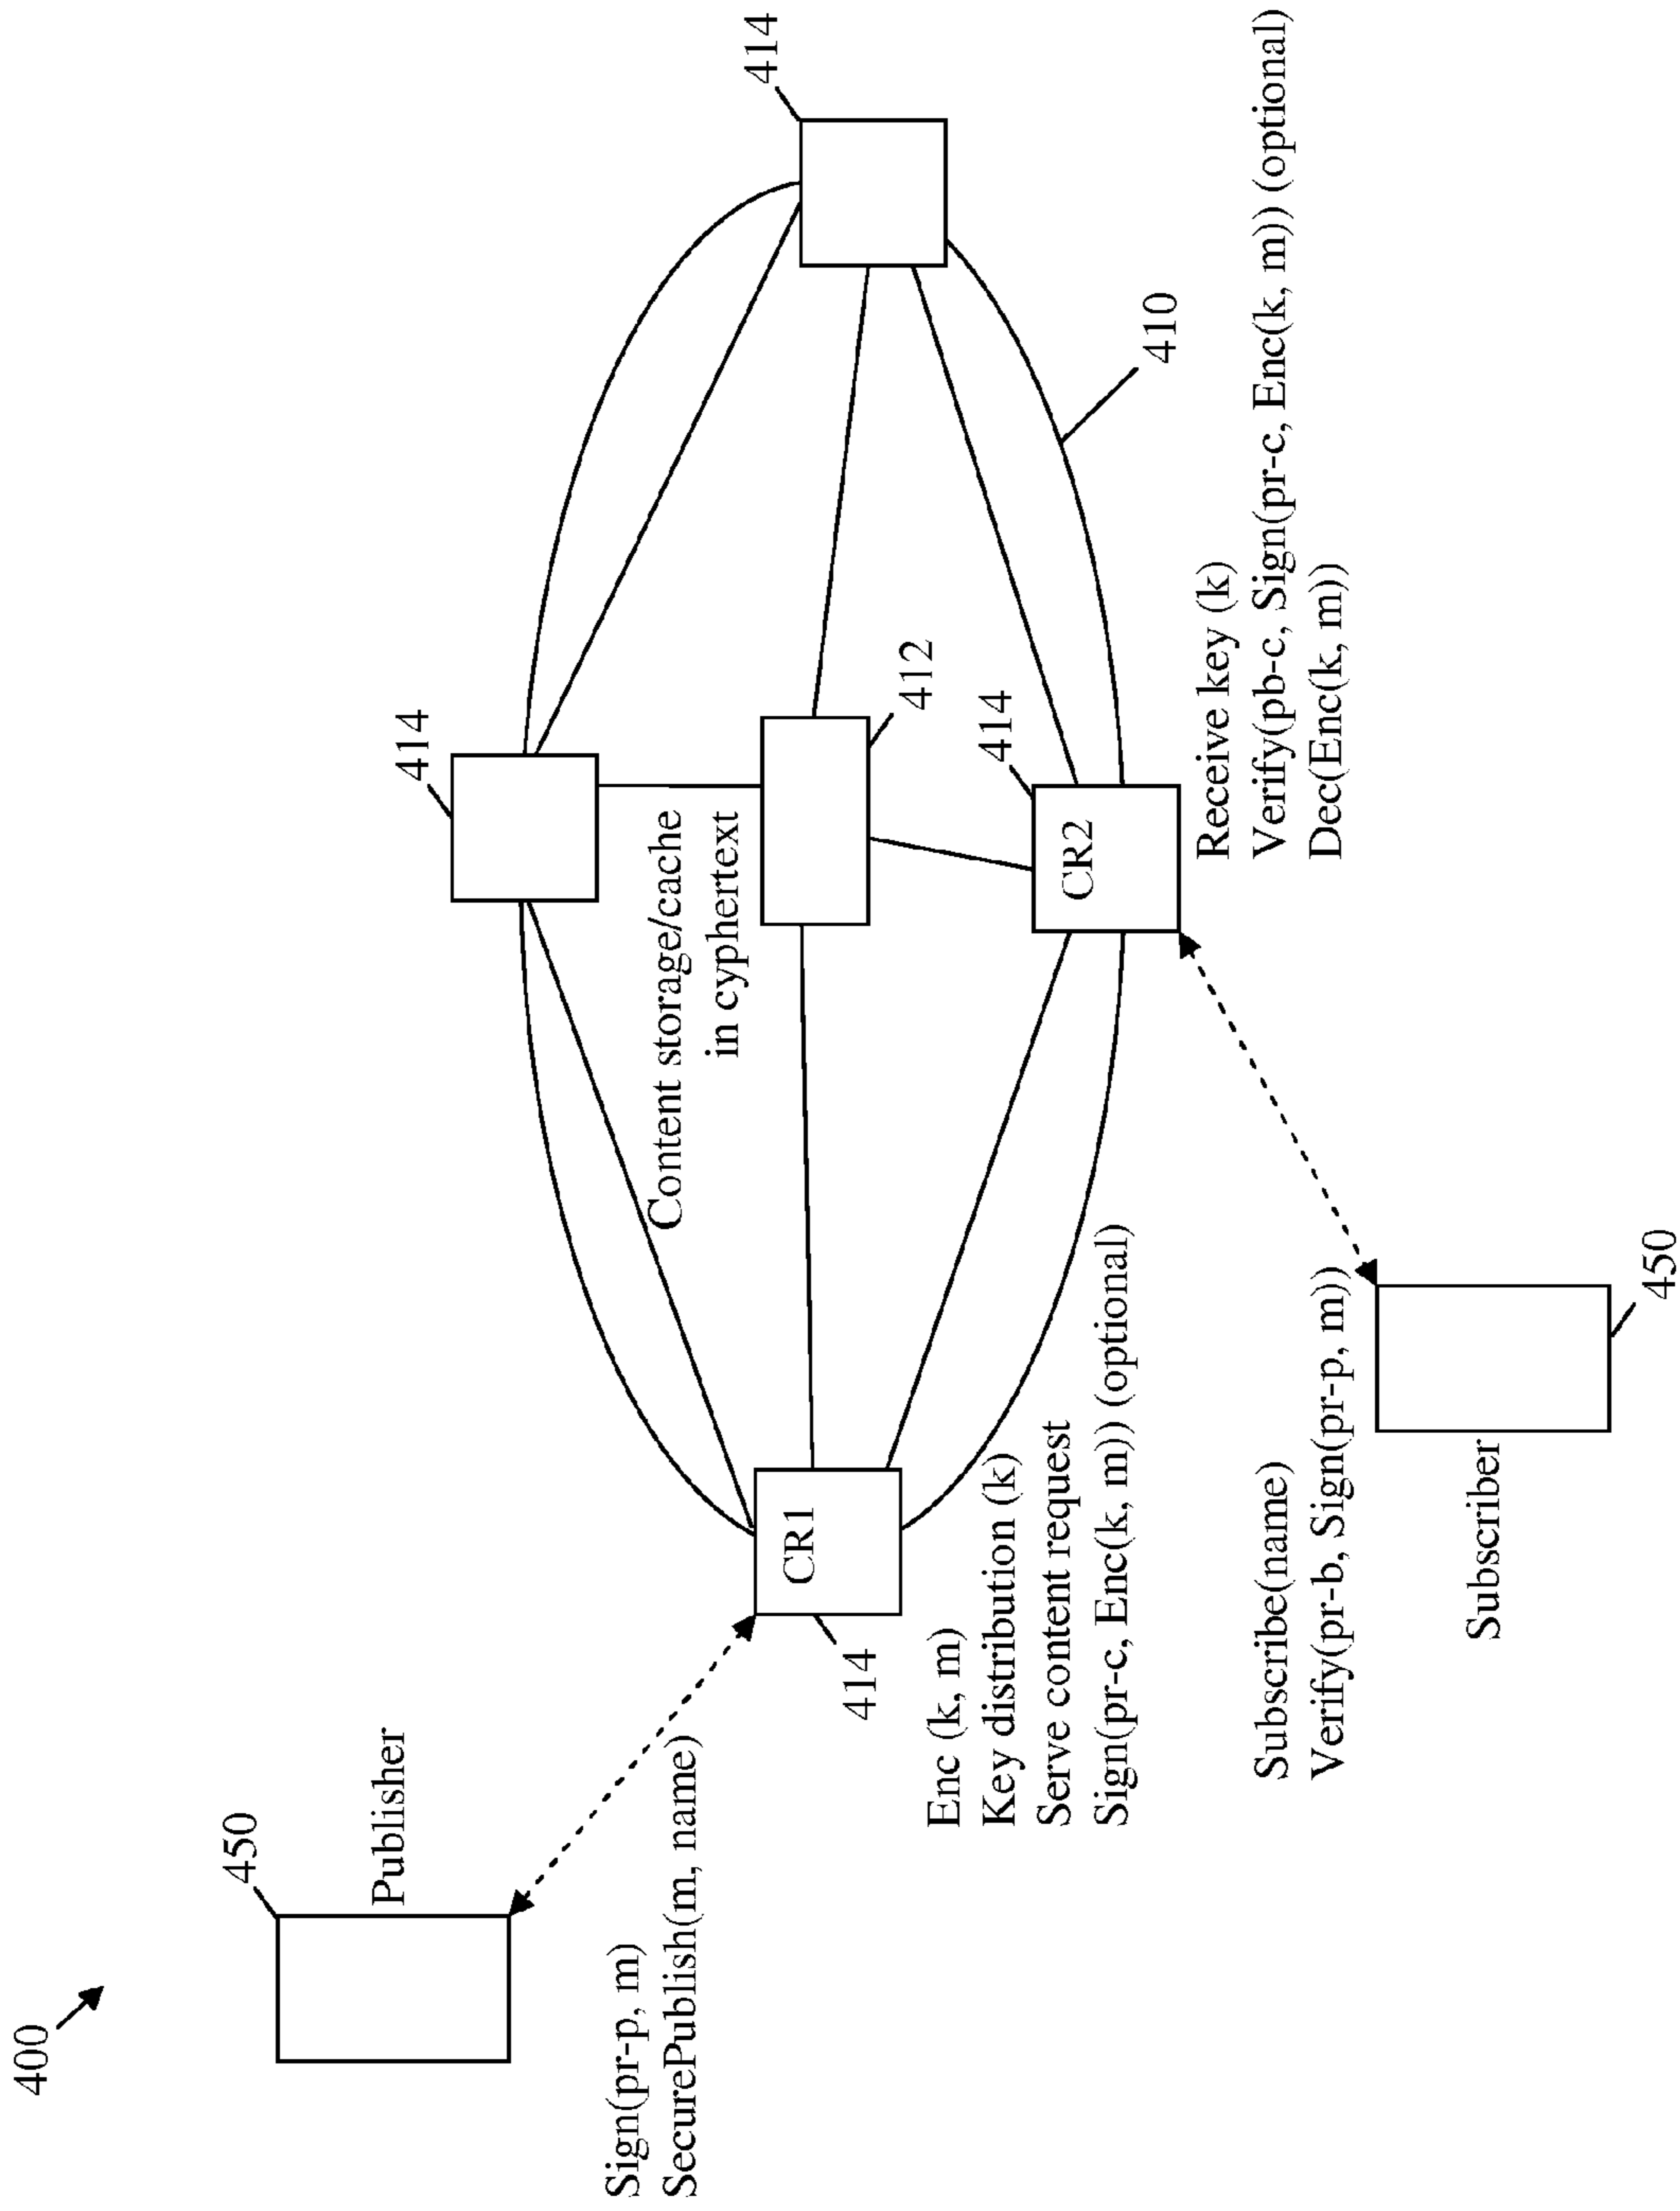 400
450
Publisher
Sign(pr-p, m)
SecurePublish(m, name)
414
CR1
Enc (k, m)
Key distribution (k)
Serve content request
Sign(pr-c, Enc(k, m)) (optional)
Content storage/cache
in cyphertext
414
412
414
414
CR2
410
Receive key (k)
Verify(pb-c, Sign(pr-c, Enc(k, m)) (optional)
Dec(Enc(k, m))
Subscribe(name)
Verify(pr-b, Sign(pr-p, m))
Subscriber
450